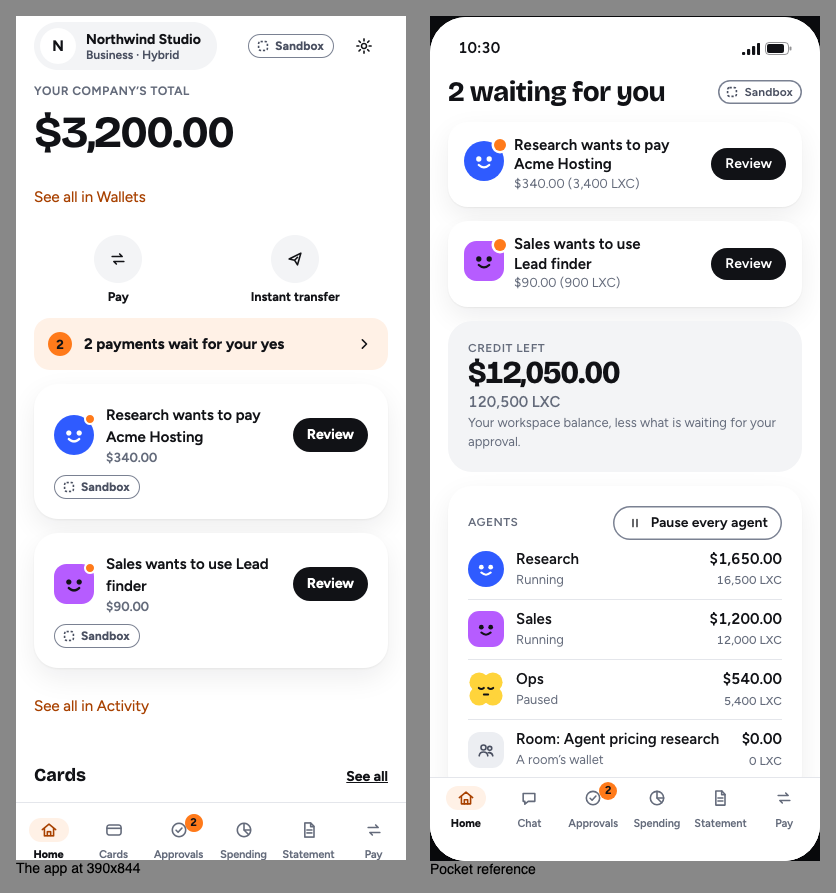 N
Northwind Studio
Business · Hybrid
Sandbox
YOUR COMPANY'S TOTAL
$3,200.00
See all in Wallets
Pay
Instant transfer
2
2 payments wait for your yes
Research wants to pay
Acme Hosting
$340.00
Review
Sandbox
Sales wants to use Lead
finder
$90.00
Review
Sandbox
See all in Activity
Cards
See all
2
Home
Cards
Approvals
Spending
Statement
Pay
The app at 390x844
10:30
2 waiting for you
Sandbox
Research wants to pay
Acme Hosting
$340.00 (3,400 LXC)
Review
Sales wants to use
Lead finder
$90.00 (900 LXC)
Review
CREDIT LEFT
$12,050.00
120,500 LXC
Your workspace balance, less what is waiting for your
approval.
AGENTS
Pause every agent
Research
$1,650.00
Running
16,500 LXC
Sales
$1,200.00
Running
12,000 LXC
Ops
$540.00
Paused
5,400 LXC
Room: Agent pricing research
$0.00
A room's wallet
0 LXC
2
Home
Chat
Approvals
Spending
Statement
Pay
Pocket reference